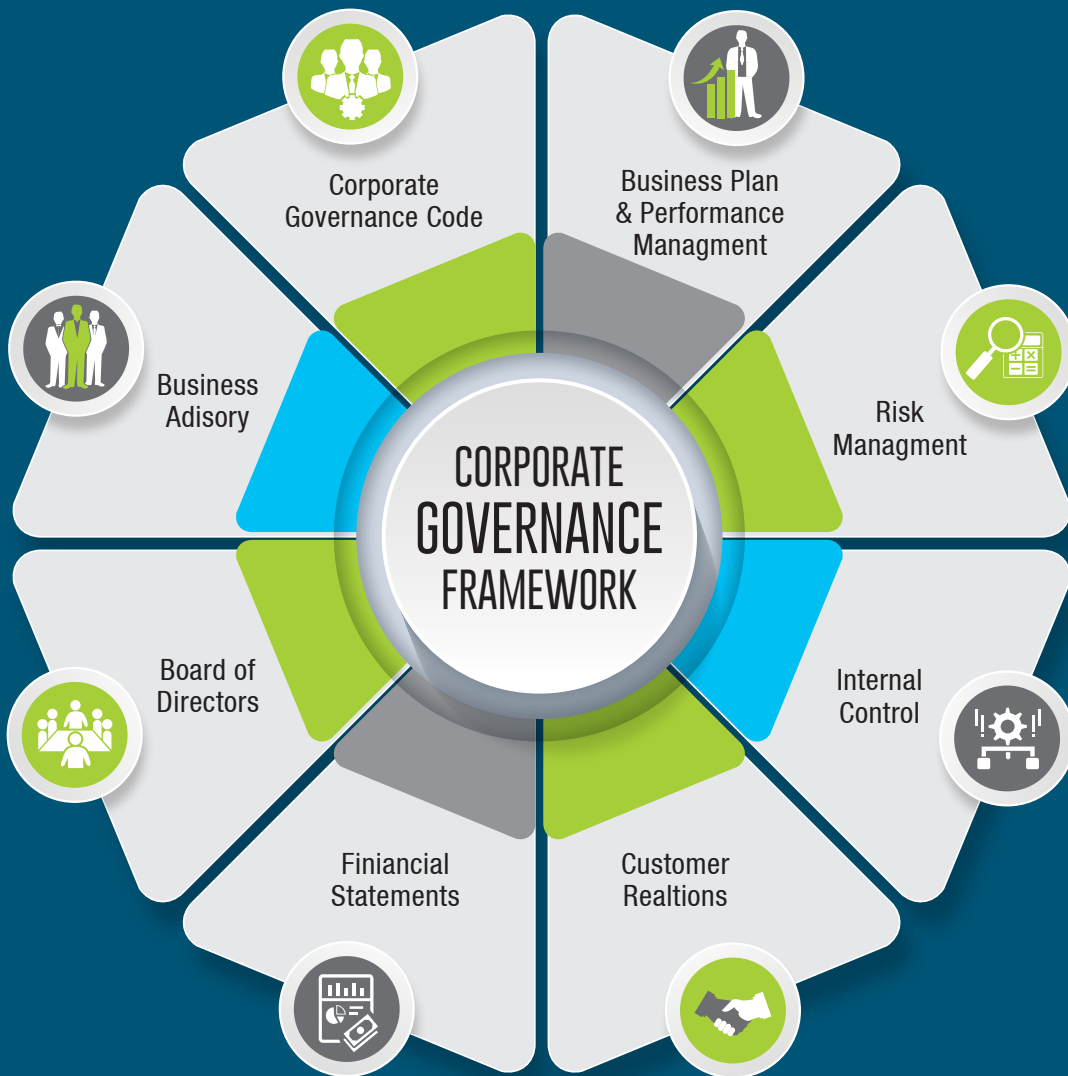 Corporate
Governance Code
Business Plan
& Performance
Managment
Business
Adisory
Risk
Managment
CORPORATE
GOVERNANCE
FRAMEWORK
Board of
Directors
Internal
Control
Finiancial
Statements
Customer
Realtions